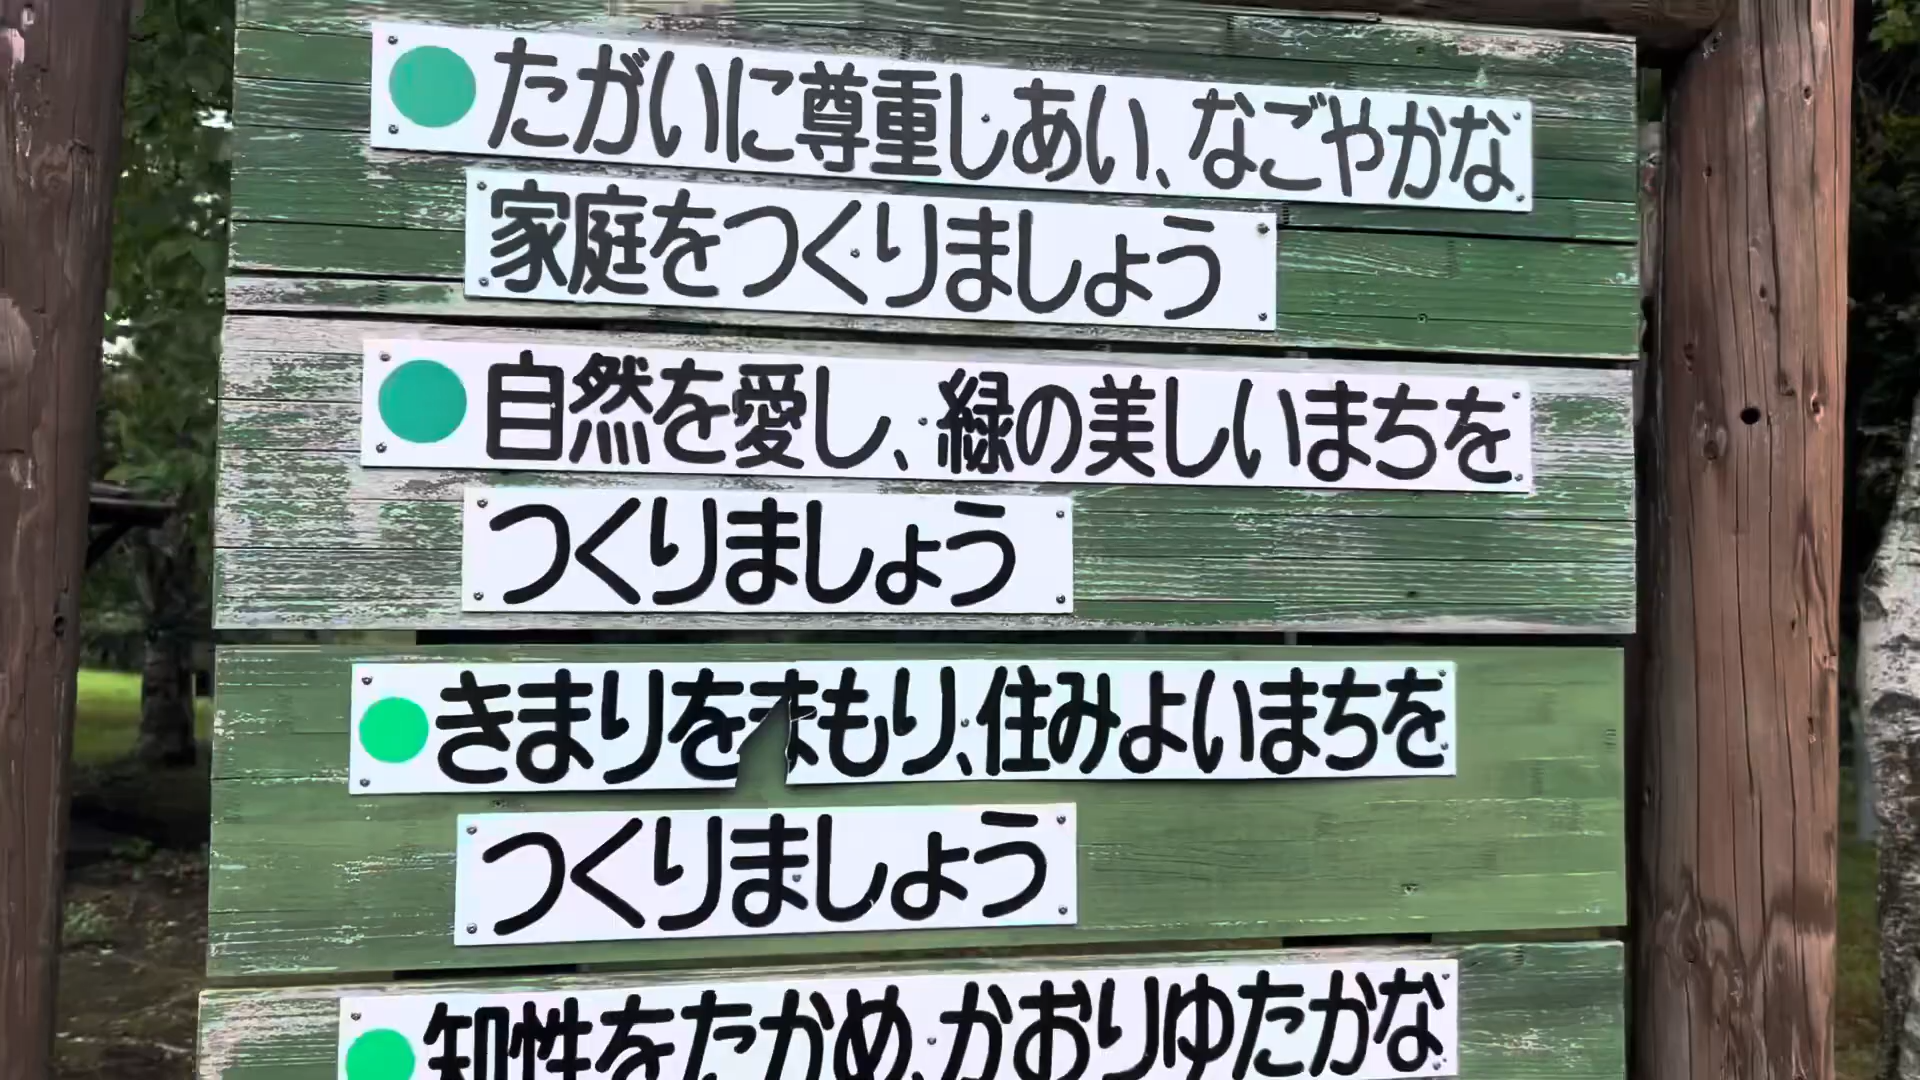 たがいに尊重しあい、なごやかな
家庭をつくりましょう
自然を愛し、緑の美しいまちを
つくりましょう
きまりをまもり、住みよいまちを
つくりましょう
知性をたかめ、かおりゆたかな